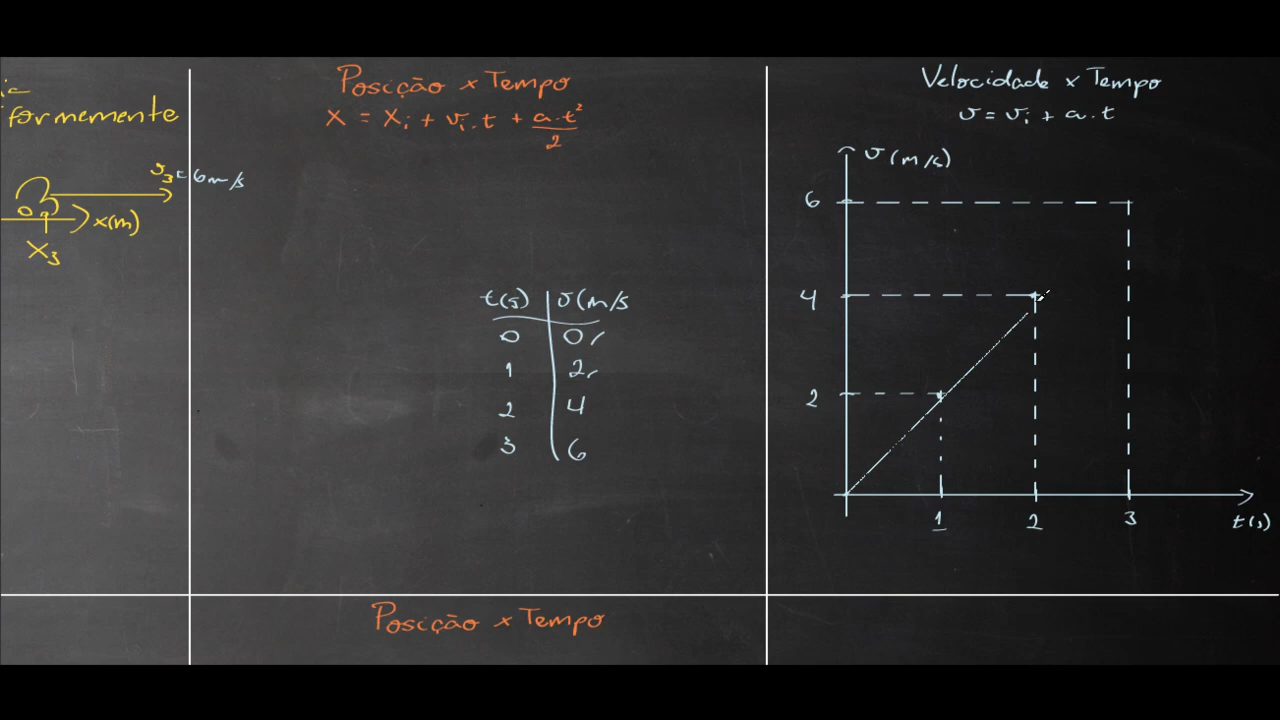 formemente
v₃ = 6m/s
x(m)
X₃
Posição x Tempo
X = Xᵢ + vᵢ.t + a.t²/2
t(s) v(m/s
0 0
1 2
2 4
3 6
Posição x Tempo
Velocidade x Tempo
v = vᵢ + a.t
v(m/s)
6
4
2
1 2 3
t(s)